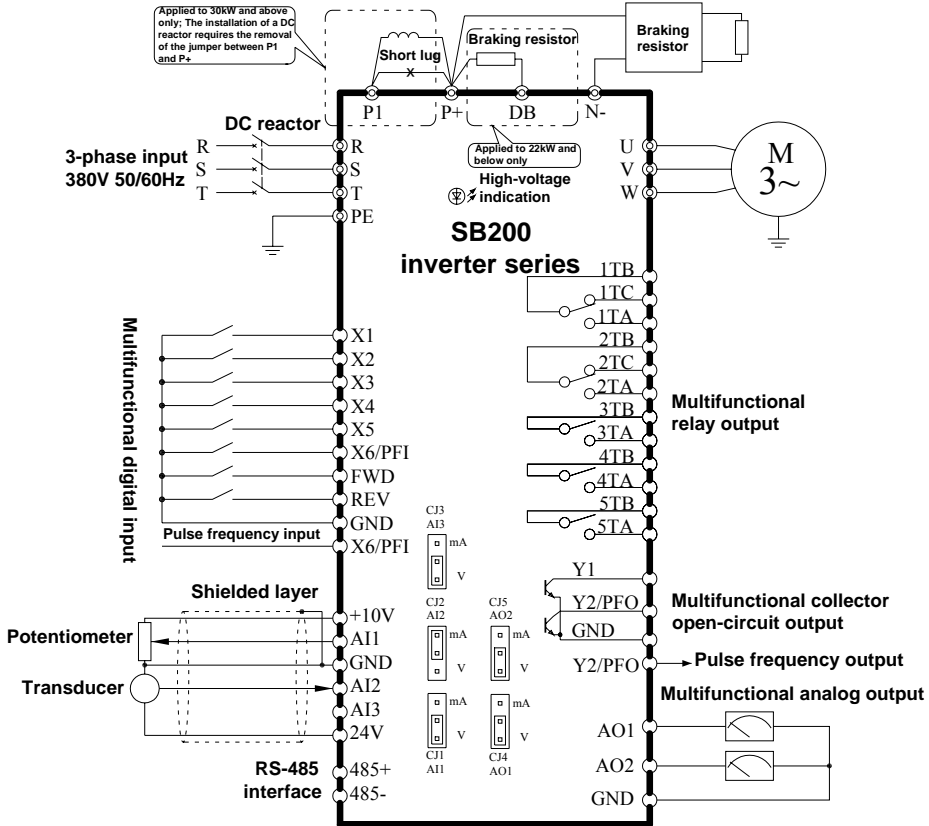 Applied to 30kW and above
only; The installation of a DC
reactor requires the removal
of the jumper between P1
and P+
Short lug
x
Braking resistor
Braking
resistor
P1
P+
DB
N-
Applied to 22kW and
below only
DC reactor
3-phase input
380V 50/60Hz
R
S
T
R
S
T
PE
High-voltage
indication
U
V
W
M
3~
SB200
inverter series
Multifunctional digital input
X1
X2
X3
X4
X5
X6/PFI
FWD
REV
GND
Pulse frequency input
X6/PFI
1TB
1TC
1TA
2TB
2TC
2TA
3TB
3TA
4TB
4TA
5TB
5TA
Multifunctional
relay output
CJ3
AI3
mA
V
CJ2
AI2
mA
V
CJ5
AO2
mA
V
mA
V
CJ1
AI1
mA
V
CJ4
AO1
Shielded layer
Potentiometer
Transducer
+10V
AI1
GND
AI2
AI3
24V
RS-485
interface
485+
485-
Y1
Y2/PFO
GND
Multifunctional collector
open-circuit output
Y2/PFO
Pulse frequency output
Multifunctional analog output
AO1
AO2
GND